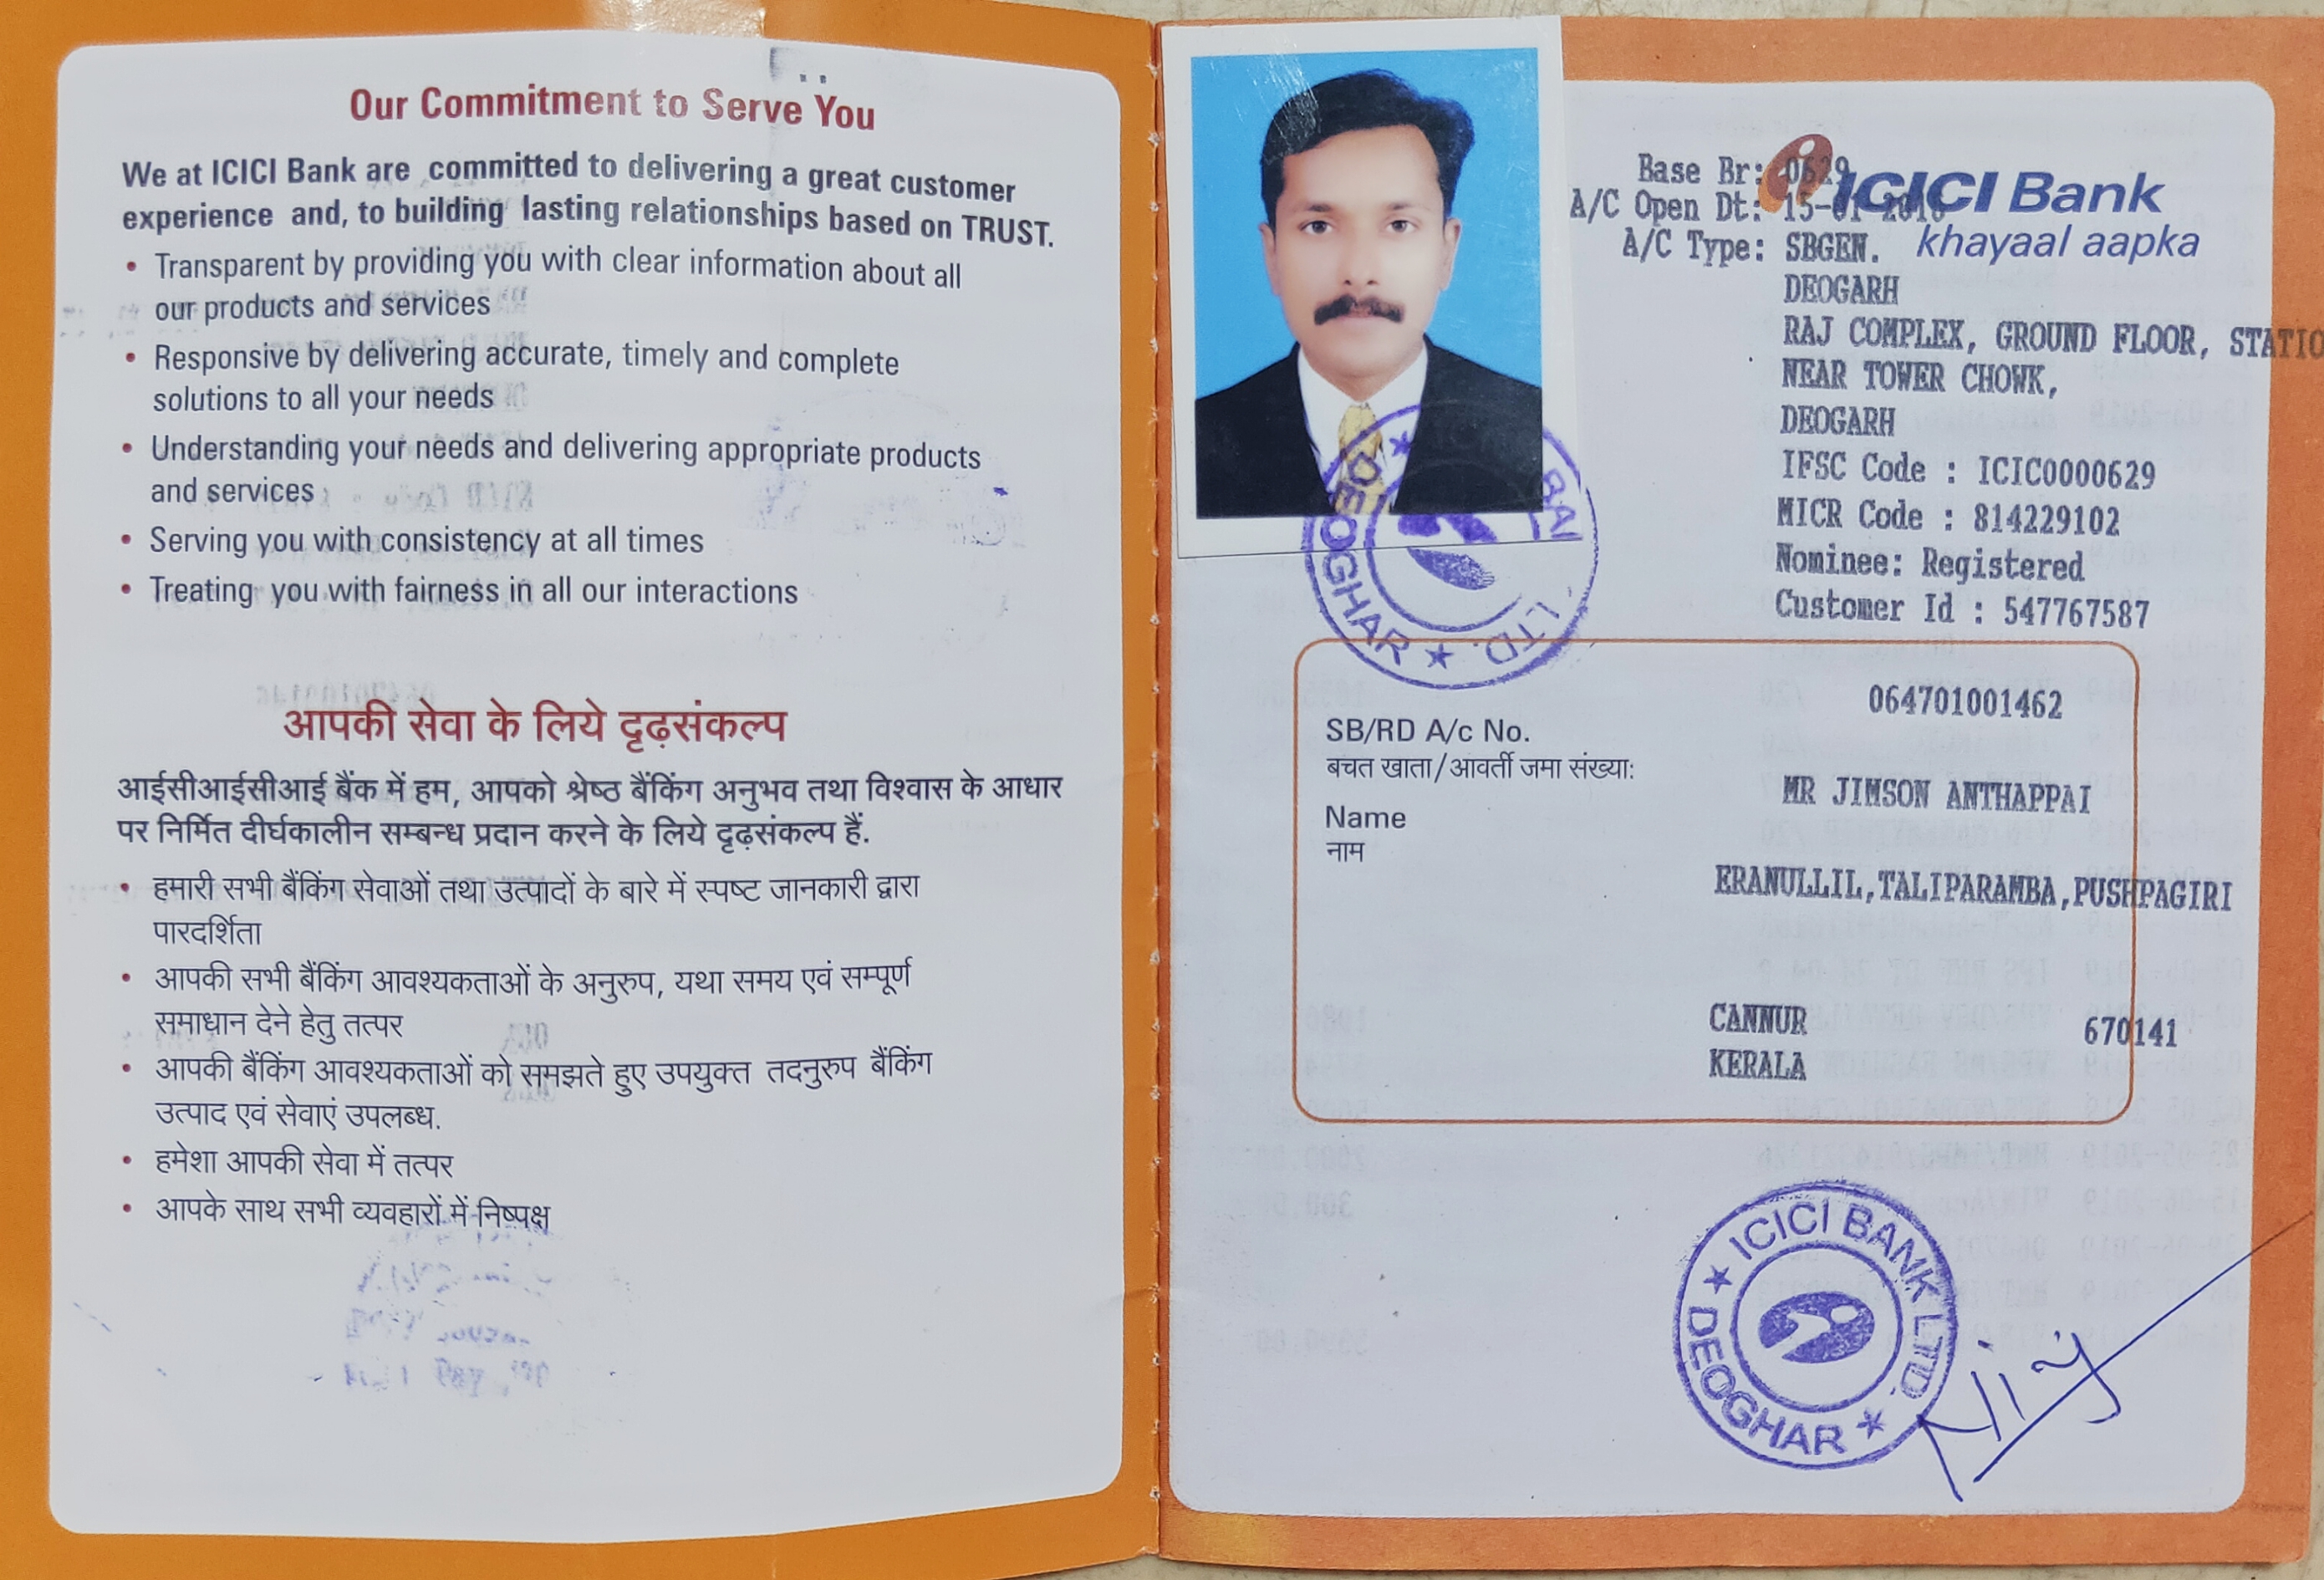 Our Commitment to Serve You
We at ICICI Bank are committed to delivering a great customer
experience and, to building lasting relationships based on TRUST.
• Transparent by providing you with clear information about all
our products and services
• Responsive by delivering accurate, timely and complete
solutions to all your needs
• Understanding your needs and delivering appropriate products
and services
• Serving you with consistency at all times
• Treating you with fairness in all our interactions
आपकी सेवा के लिये दृढ़संकल्प
आईसीआईसीआई बैंक में हम, आपको श्रेष्ठ बैंकिंग अनुभव तथा विश्वास के आधार
पर निर्मित दीर्घकालीन सम्बन्ध प्रदान करने के लिये दृढ़संकल्प हैं.
• हमारी सभी बैंकिंग सेवाओं तथा उत्पादों के बारे में स्पष्ट जानकारी द्वारा
पारदर्शिता
• आपकी सभी बैंकिंग आवश्यकताओं के अनुरुप, यथा समय एवं सम्पूर्ण
समाधान देने हेतु तत्पर
• आपकी बैंकिंग आवश्यकताओं को समझते हुए उपयुक्त तदनुरुप बैंकिंग
उत्पाद एवं सेवाएं उपलब्ध.
• हमेशा आपकी सेवा में तत्पर
• आपके साथ सभी व्यवहारों में निष्पक्ष
Base Br: 0629
ICICI Bank
A/C Open Dt:
khayaal aapka
A/C Type: SBGEN.
DEOGARH
RAJ COMPLEX, GROUND FLOOR, STATIO
NEAR TOWER CHOWK,
DEOGARH
IFSC Code : ICIC0000629
MICR Code : 814229102
Nominee: Registered
Customer Id : 547767587
BAI LTD. ★ DEOGHAR ★
064701001462
SB/RD A/c No.
बचत खाता/आवर्ती जमा संख्या:
MR JIMSON ANTHAPPAI
Name
नाम
ERANULLIL,TALIPARAMBA,PUSHPAGIRI
CANNUR 670141
KERALA
★ ICICI BANK LTD. ★ DEOGHAR